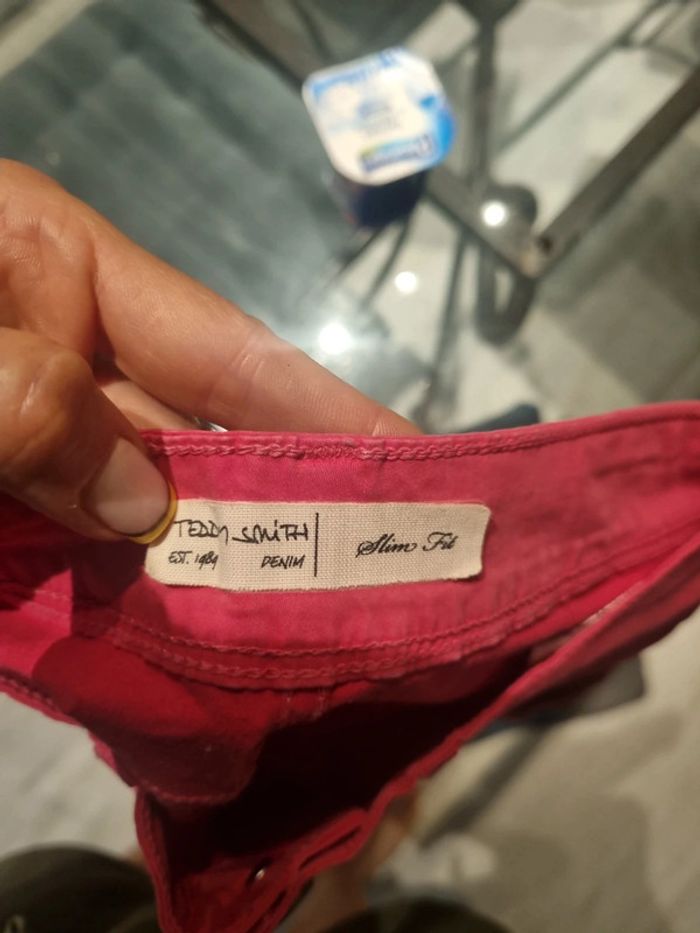 TEDDY SMITH
EST. 1989 DENIM
Slim Fit